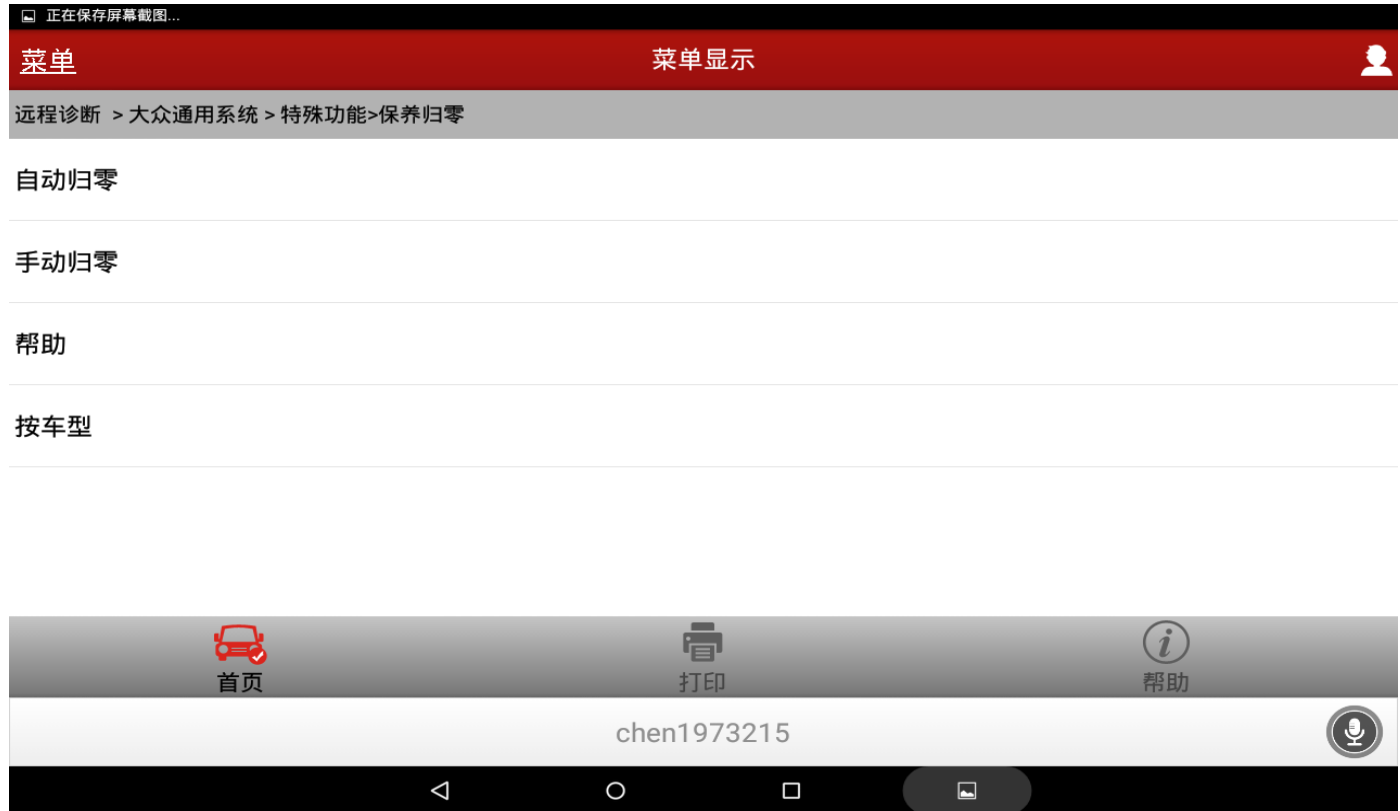 正在保存屏幕截图...
菜单 菜单显示
远程诊断 > 大众通用系统 > 特殊功能>保养归零
自动归零
手动归零
帮助
按车型
首页 打印 帮助
chen1973215